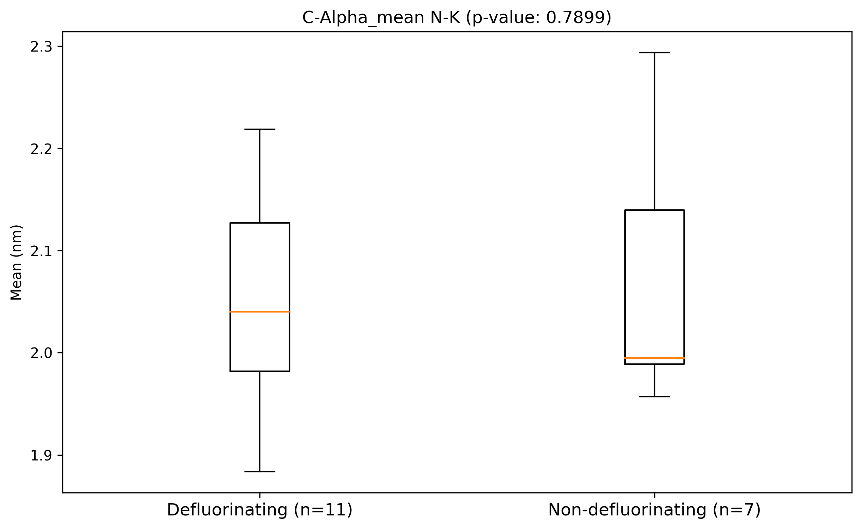 C-Alpha_mean N-K (p-value: 0.7899)
Mean (nm)
2.3
2.2
2.1
2.0
1.9
Defluorinating (n=11)
Non-defluorinating (n=7)